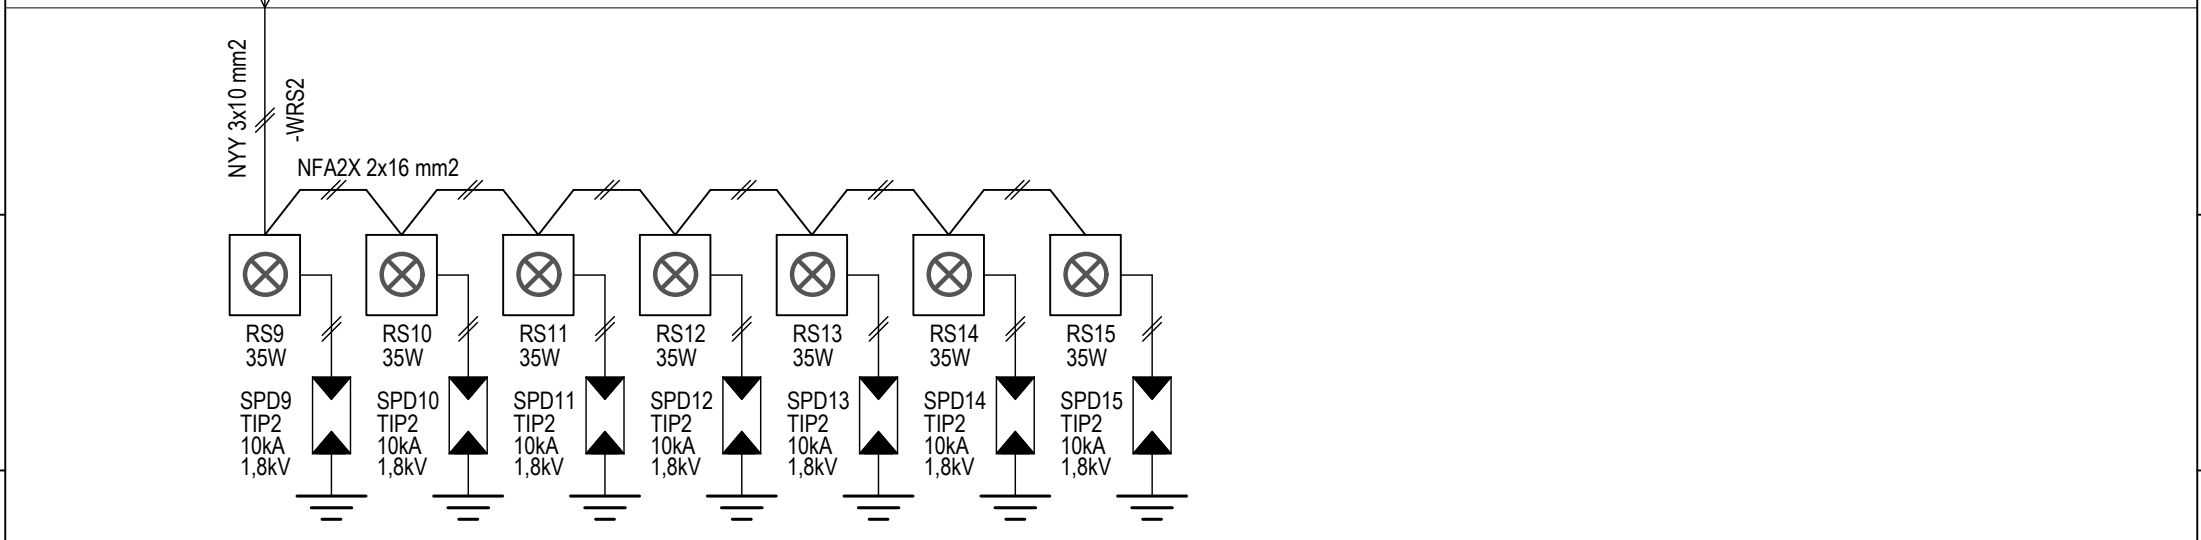 NYY 3x10 mm2
-WRS2
NFA2X 2x16 mm2
RS9
35W
RS10
35W
RS11
35W
RS12
35W
RS13
35W
RS14
35W
RS15
35W
SPD9
TIP2
10kA
1,8kV
SPD10
TIP2
10kA
1,8kV
SPD11
TIP2
10kA
1,8kV
SPD12
TIP2
10kA
1,8kV
SPD13
TIP2
10kA
1,8kV
SPD14
TIP2
10kA
1,8kV
SPD15
TIP2
10kA
1,8kV